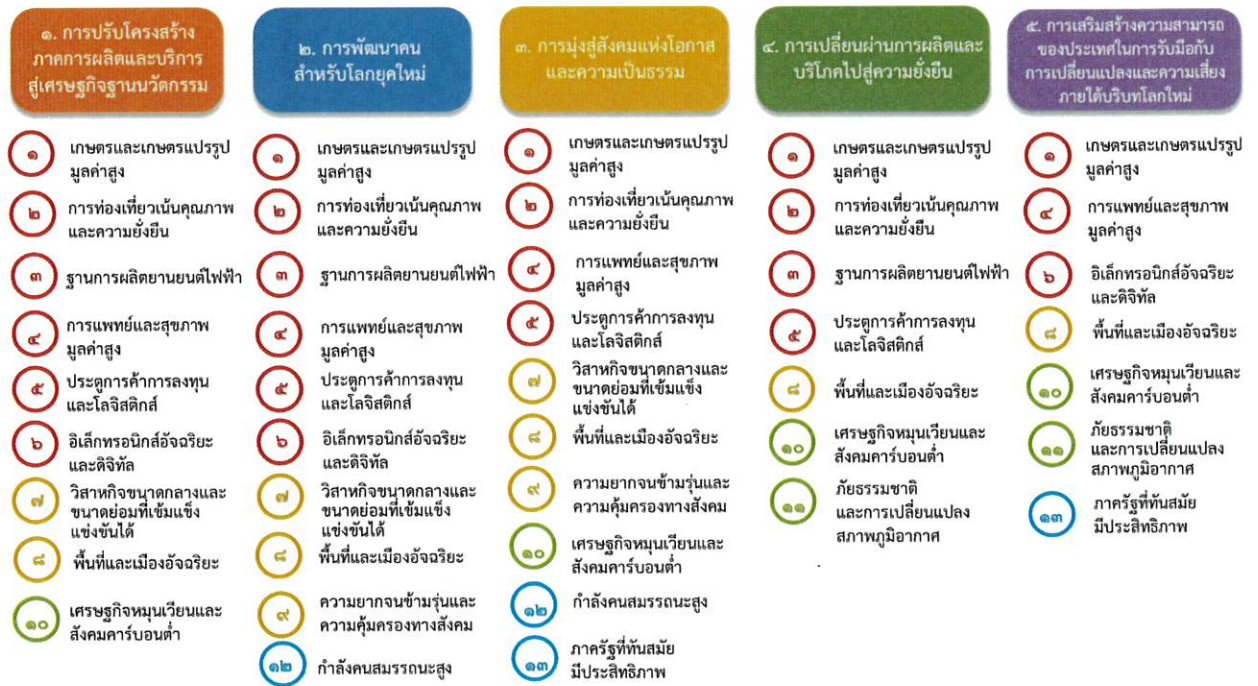 ๑. การปรับโครงสร้าง
ภาคการผลิตและบริการ
สู่เศรษฐกิจฐานนวัตกรรม
๑
เกษตรและเกษตรแปรรูป
มูลค่าสูง
๒
การท่องเที่ยวเน้นคุณภาพ
และความยั่งยืน
๓
ฐานการผลิตยานยนต์ไฟฟ้า
๔
การแพทย์และสุขภาพ
มูลค่าสูง
๕
ประตูการค้าการลงทุน
และโลจิสติกส์
๖
อิเล็กทรอนิกส์อัจฉริยะ
และดิจิทัล
๗
วิสาหกิจขนาดกลางและ
ขนาดย่อมที่เข้มแข็ง
แข่งขันได้
๘
พื้นที่และเมืองอัจฉริยะ
๑๐
เศรษฐกิจหมุนเวียนและ
สังคมคาร์บอนต่ำ
๒. การพัฒนาคน
สำหรับโลกยุคใหม่
๑
เกษตรและเกษตรแปรรูป
มูลค่าสูง
๒
การท่องเที่ยวเน้นคุณภาพ
และความยั่งยืน
๓
ฐานการผลิตยานยนต์ไฟฟ้า
๔
การแพทย์และสุขภาพ
มูลค่าสูง
๕
ประตูการค้าการลงทุน
และโลจิสติกส์
๖
อิเล็กทรอนิกส์อัจฉริยะ
และดิจิทัล
๗
วิสาหกิจขนาดกลางและ
ขนาดย่อมที่เข้มแข็ง
แข่งขันได้
๘
พื้นที่และเมืองอัจฉริยะ
๙
ความยากจนข้ามรุ่นและ
ความคุ้มครองทางสังคม
๑๒
กำลังคนสมรรถนะสูง
๓. การมุ่งสู่สังคมแห่งโอกาส
และความเป็นธรรม
๑
เกษตรและเกษตรแปรรูป
มูลค่าสูง
๒
การท่องเที่ยวเน้นคุณภาพ
และความยั่งยืน
๔
การแพทย์และสุขภาพ
มูลค่าสูง
๕
ประตูการค้าการลงทุน
และโลจิสติกส์
๗
วิสาหกิจขนาดกลางและ
ขนาดย่อมที่เข้มแข็ง
แข่งขันได้
๘
พื้นที่และเมืองอัจฉริยะ
๙
ความยากจนข้ามรุ่นและ
ความคุ้มครองทางสังคม
๑๐
เศรษฐกิจหมุนเวียนและ
สังคมคาร์บอนต่ำ
๑๒
กำลังคนสมรรถนะสูง
๑๓
ภาครัฐที่ทันสมัย
มีประสิทธิภาพ
๔. การเปลี่ยนผ่านการผลิตและ
บริโภคไปสู่ความยั่งยืน
๑
เกษตรและเกษตรแปรรูป
มูลค่าสูง
๒
การท่องเที่ยวเน้นคุณภาพ
และความยั่งยืน
๓
ฐานการผลิตยานยนต์ไฟฟ้า
๕
ประตูการค้าการลงทุน
และโลจิสติกส์
๘
พื้นที่และเมืองอัจฉริยะ
๑๐
เศรษฐกิจหมุนเวียนและ
สังคมคาร์บอนต่ำ
๑๑
ภัยธรรมชาติ
และการเปลี่ยนแปลง
สภาพภูมิอากาศ
๕. การเสริมสร้างความสามารถ
ของประเทศในการรับมือกับ
การเปลี่ยนแปลงและความเสี่ยง
ภายใต้บริบทโลกใหม่
๑
เกษตรและเกษตรแปรรูป
มูลค่าสูง
๔
การแพทย์และสุขภาพ
มูลค่าสูง
๖
อิเล็กทรอนิกส์อัจฉริยะ
และดิจิทัล
๘
พื้นที่และเมืองอัจฉริยะ
๑๐
เศรษฐกิจหมุนเวียนและ
สังคมคาร์บอนต่ำ
๑๑
ภัยธรรมชาติ
และการเปลี่ยนแปลง
สภาพภูมิอากาศ
๑๓
ภาครัฐที่ทันสมัย
มีประสิทธิภาพ